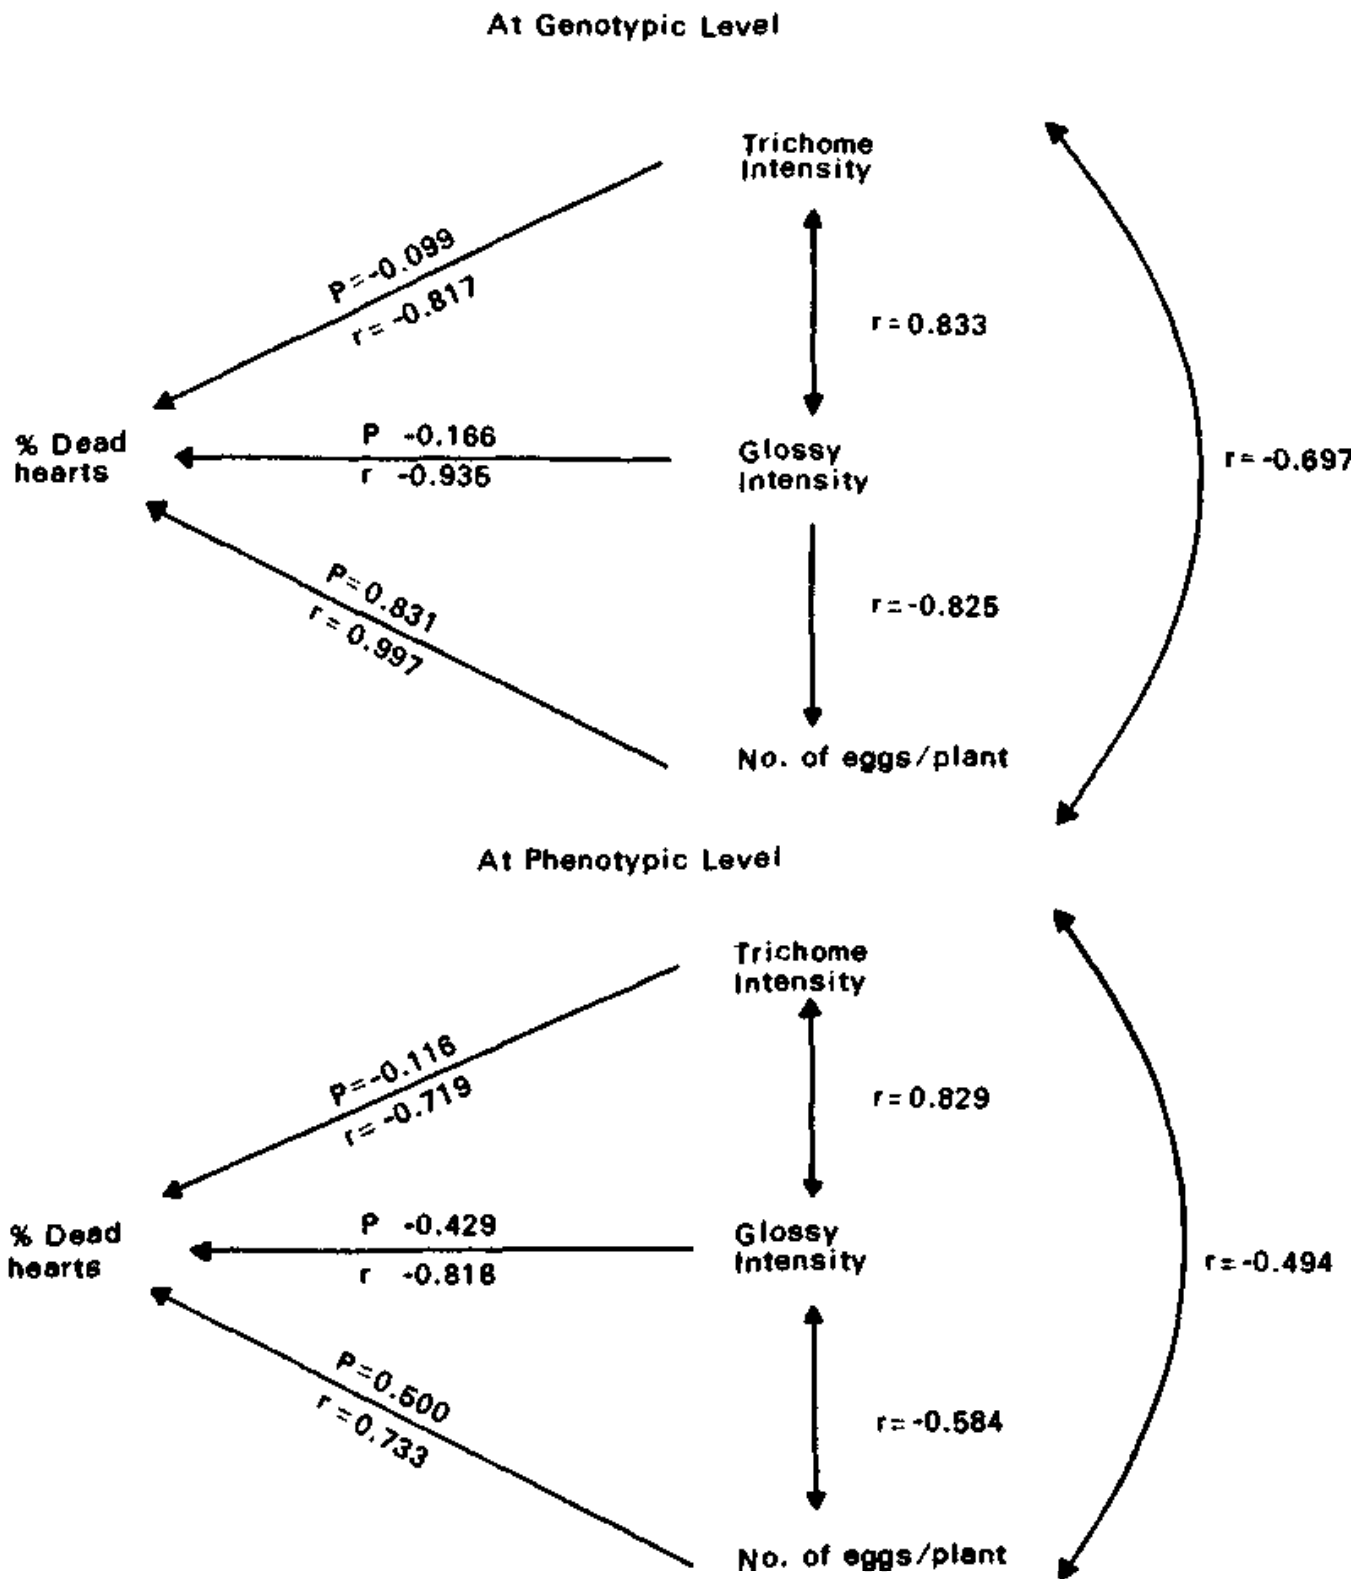 At Genotypic Level
Trichome
Intensity
P=-0.099
r=-0.817
r=0.833
% Dead
hearts
P -0.166
r -0.935
Glossy
Intensity
r=-0.697
P=0.831
r=0.997
r=-0.825
No. of eggs/plant
At Phenotypic Level
Trichome
Intensity
P=-0.116
r=-0.719
r=0.829
% Dead
hearts
P -0.429
r -0.818
Glossy
Intensity
r=-0.494
P=0.500
r=0.733
r=-0.584
No. of eggs/plant